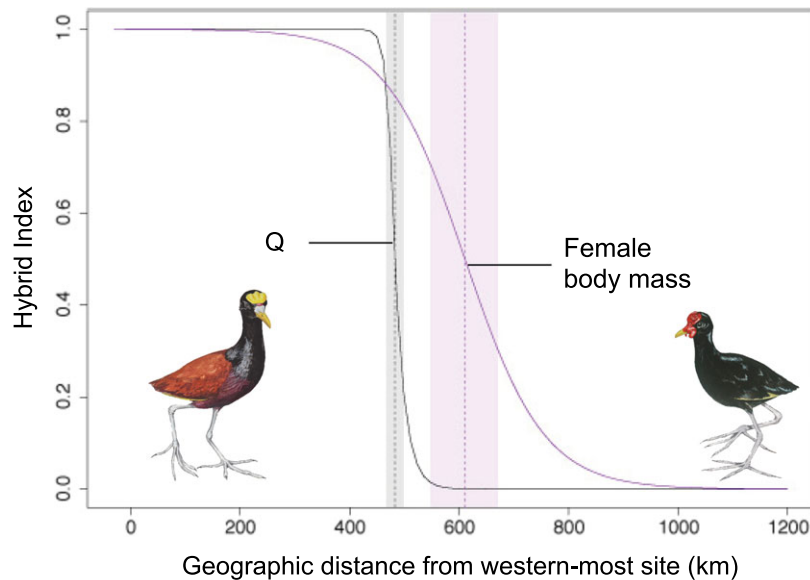 1.0
0.8
0.6
0.4
0.2
0.0
Hybrid Index
Q
Female
body mass
0 200 400 600 800 1000 1200
Geographic distance from western-most site (km)